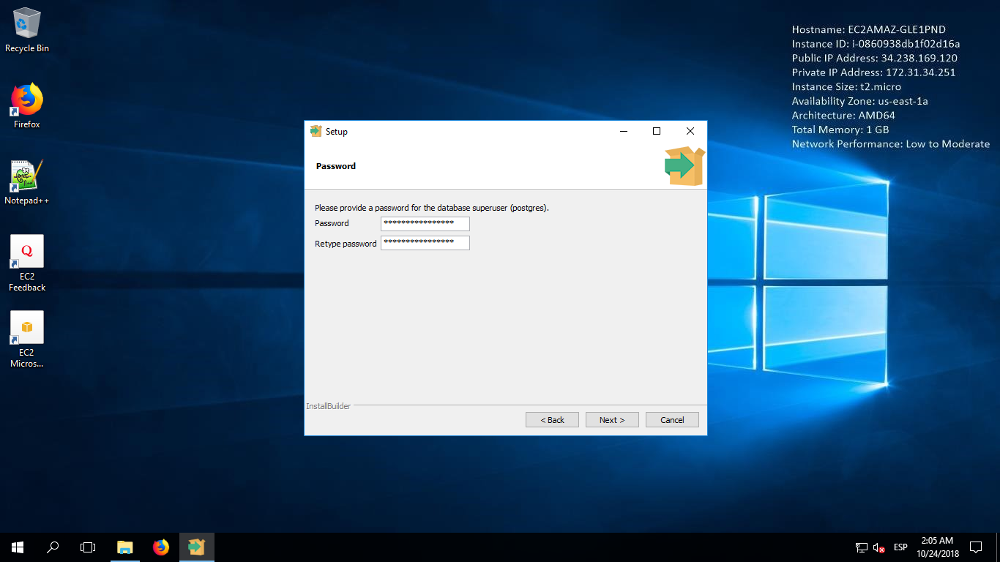 Recycle Bin
Firefox
Notepad++
Q
EC2
Feedback
EC2
Micros...
Hostname: EC2AMAZ-GLE1PND
Instance ID: i-0860938db1f02d16a
Public IP Address: 34.238.169.120
Private IP Address: 172.31.34.251
Instance Size: t2.micro
Availability Zone: us-east-1a
Architecture: AMD64
Total Memory: 1 GB
Network Performance: Low to Moderate
Setup
Password
Please provide a password for the database superuser (postgres).
Password ****************
Retype password ****************
InstallBuilder
< Back Next > Cancel
ESP
2:05 AM
10/24/2018